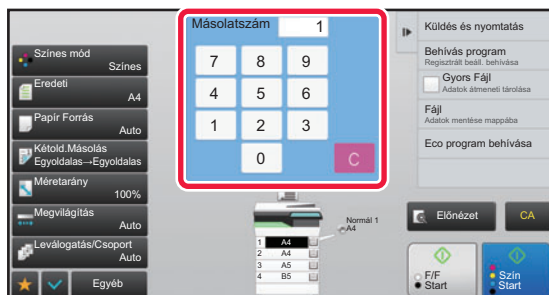 Színes mód
Színes
Eredeti
A4
Papír Forrás
Auto
Kétold.Másolás
Egyoldalas→Egyoldalas
Méretarány
100%
Megvilágítás
Auto
Leválogatás/Csoport
Auto
Egyéb
Másolatszám 1
7 8 9
4 5 6
1 2 3
0 C
Normál 1
A4
1 A4
2 A4
3 A5
4 B5
Küldés és nyomtatás
Behívás program
Regisztrált beáll. behívása
Gyors Fájl
Adatok átmeneti tárolása
Fájl
Adatok mentése mappába
Eco program behívása
Előnézet
CA
F/F
Start
Szín
Start